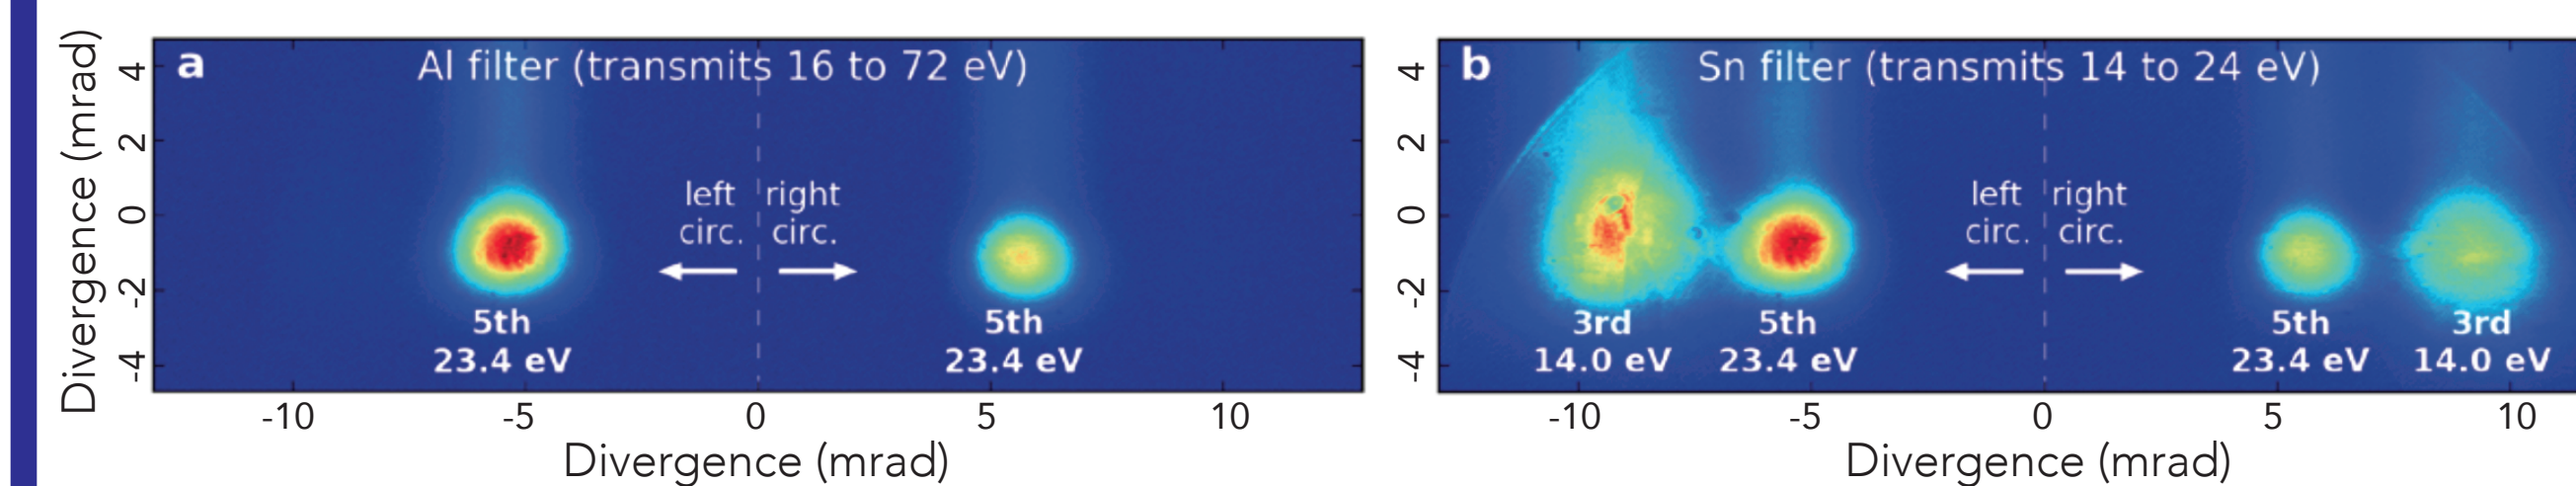 Divergence (mrad)
4
2
0
-2
-4
a
Al filter (transmits 16 to 72 eV)
left right
circ. circ.
5th
23.4 eV
5th
23.4 eV
-10
-5
0
5
10
Divergence (mrad)
4
2
0
-2
-4
b
Sn filter (transmits 14 to 24 eV)
left right
circ. circ.
3rd
14.0 eV
5th
23.4 eV
5th
23.4 eV
3rd
14.0 eV
-10
-5
0
5
10
Divergence (mrad)